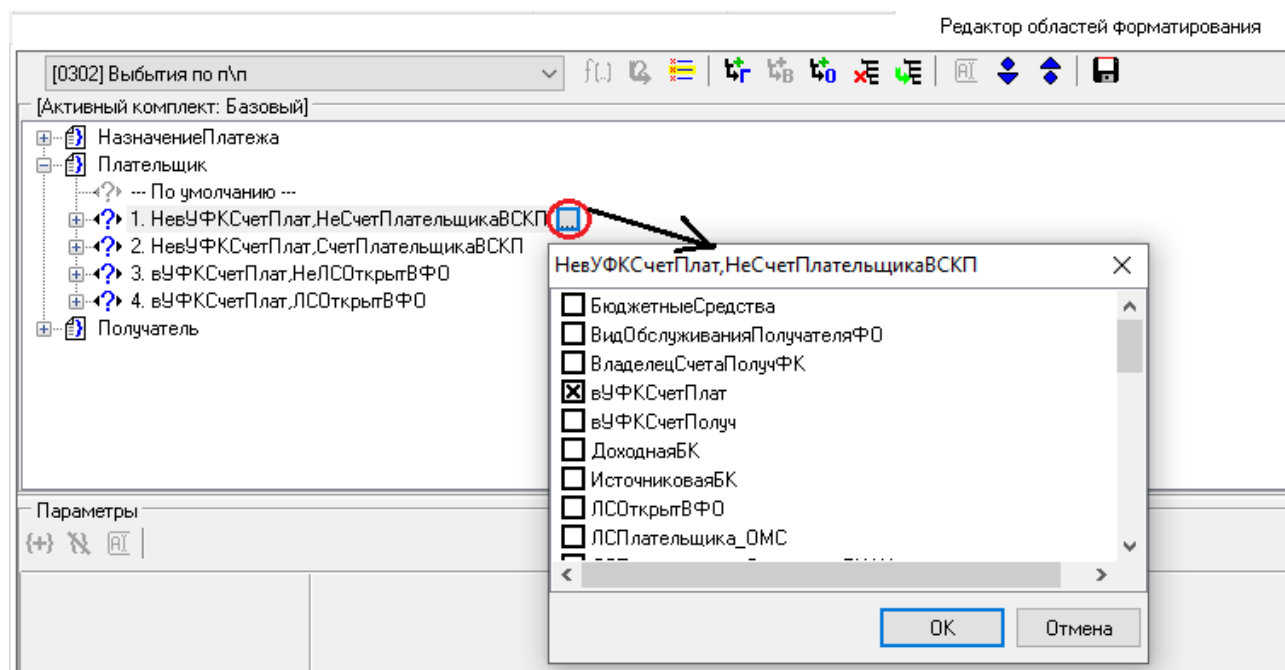 Редактор областей форматирования
[0302] Выбытия по п\п
[Активный комплект: Базовый]
НазначениеПлатежа
Плательщик
--- По умолчанию ---
1. НевУФКСчетПлат,НеСчетПлательщикаВСКП
...
2. НевУФКСчетПлат,СчетПлательщикаВСКП
3. вУФКСчетПлат,НеЛСОткрытВФО
4. вУФКСчетПлат,ЛСОткрытВФО
Получатель
НевУФКСчетПлат,НеСчетПлательщикаВСКП
БюджетныеСредства
ВидОбслуживанияПолучателяФО
ВладелецСчетаПолучФК
вУФКСчетПлат
вУФКСчетПолуч
ДоходнаяБК
ИсточниковаяБК
ЛСОткрытВФО
ЛСПлательщика_ОМС
OK
Отмена
Параметры